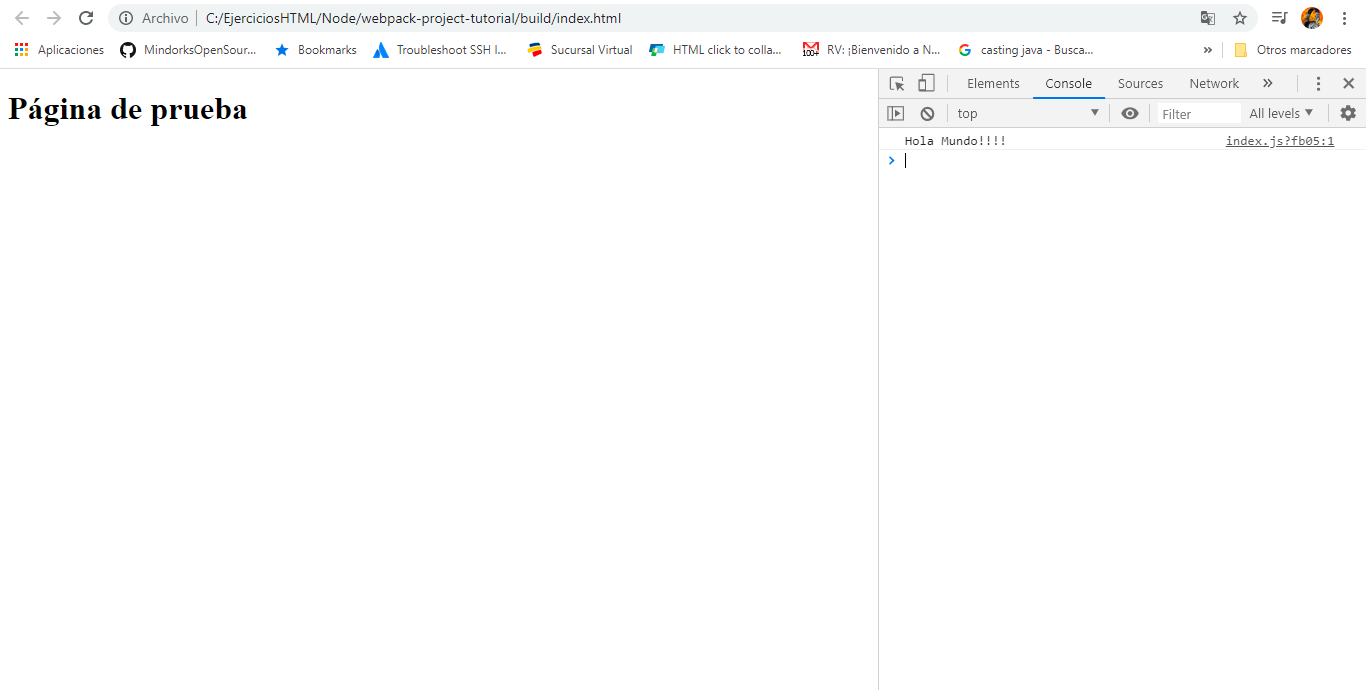 Archivo C:/EjerciciosHTML/Node/webpack-project-tutorial/build/index.html
Aplicaciones MindorksOpenSour... Bookmarks Troubleshoot SSH I... Sucursal Virtual HTML click to colla... 100+ RV: ¡Bienvenido a N... casting java - Busca... » Otros marcadores
Página de prueba
Elements Console Sources Network »
top Filter All levels
Hola Mundo!!!! index.js?fb05:1
>